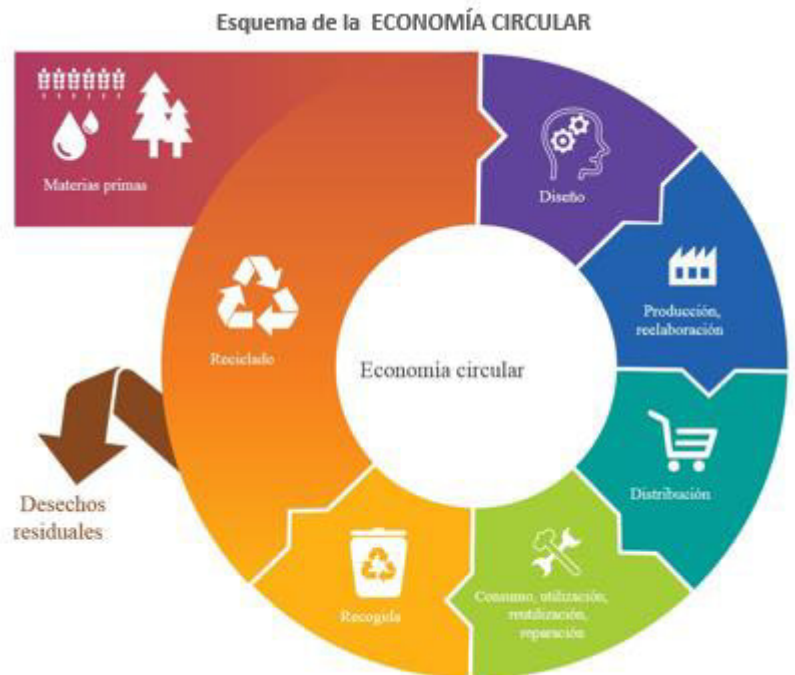 Esquema de la ECONOMÍA CIRCULAR
Materias primas
Diseño
Producción,
reelaboración
Distribución
Consumo, utilización,
reutilización,
reparación
Recogida
Reciclado
Desechos
residuales
Economía circular